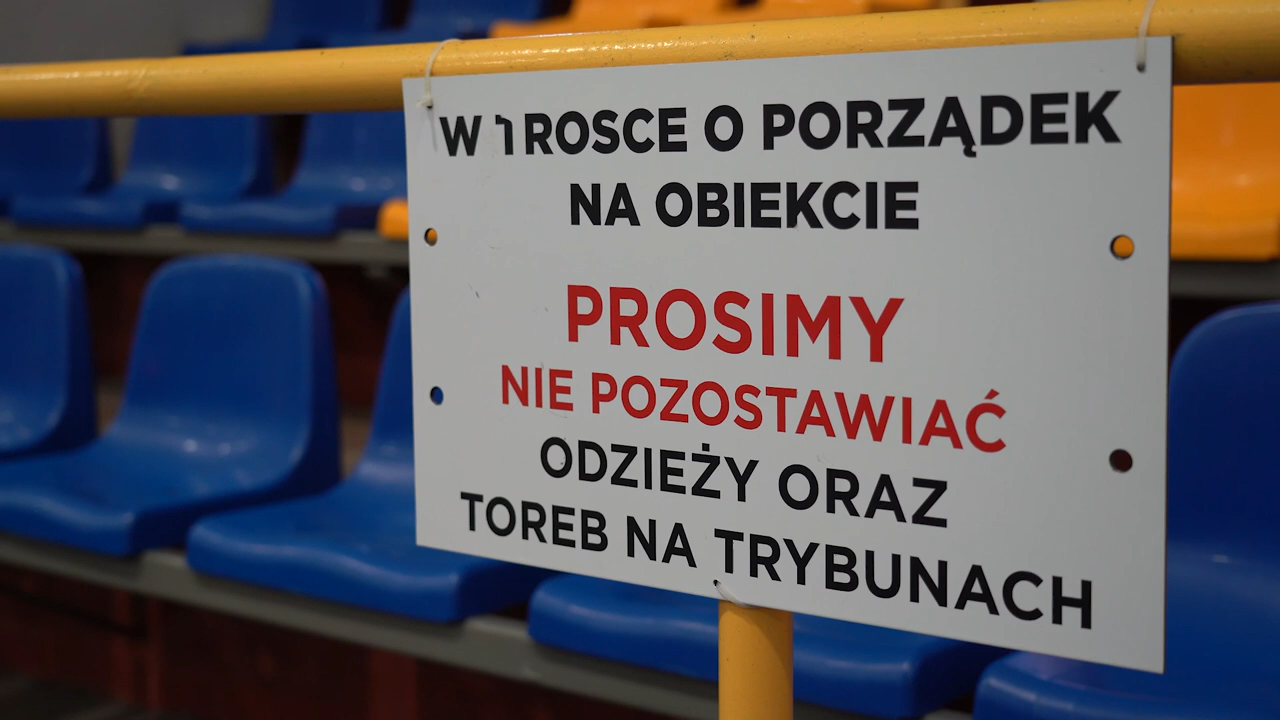 W TROSCE O PORZĄDEK
NA OBIEKCIE
PROSIMY
NIE POZOSTAWIAĆ
ODZIEŻY ORAZ
TOREB NA TRYBUNACH